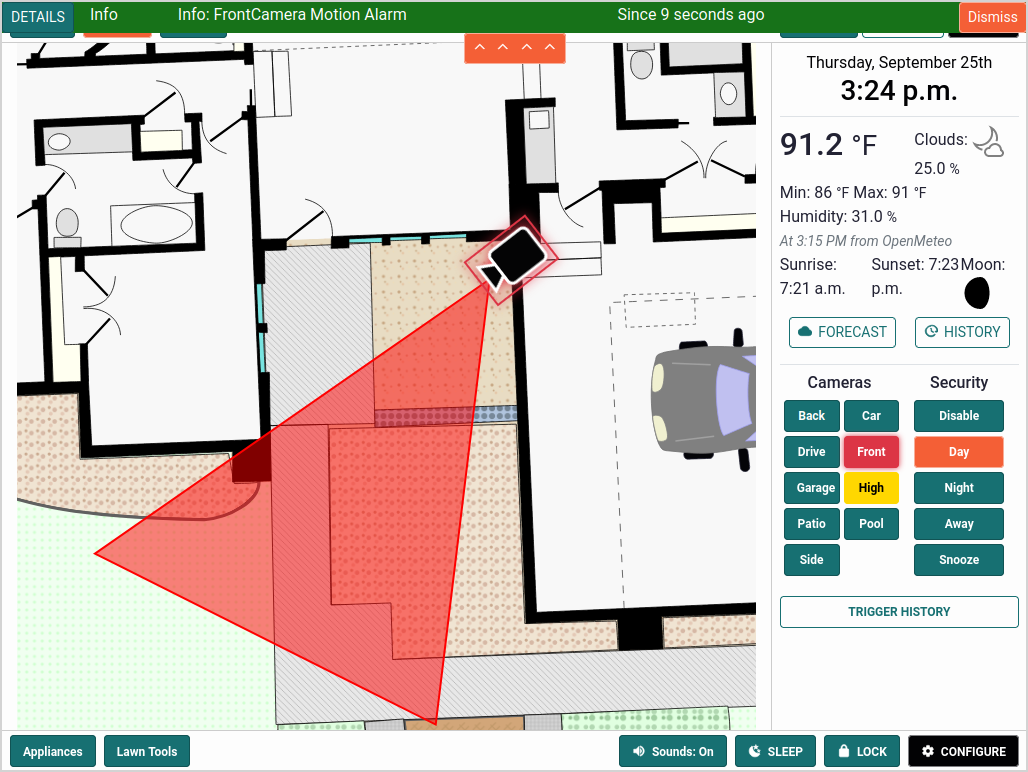 DETAILS Info Info: FrontCamera Motion Alarm Since 9 seconds ago Dismiss
Thursday, September 25th
3:24 p.m.
91.2 °F
Clouds:
25.0 %
Min: 86 °F Max: 91 °F
Humidity: 31.0 %
At 3:15 PM from OpenMeteo
Sunrise: 7:21 a.m.
Sunset: 7:23 p.m.
Moon:
FORECAST HISTORY
Cameras Security
Back Car Disable
Drive Front Day
Garage High Night
Patio Pool Away
Side Snooze
TRIGGER HISTORY
Appliances Lawn Tools Sounds: On SLEEP LOCK CONFIGURE